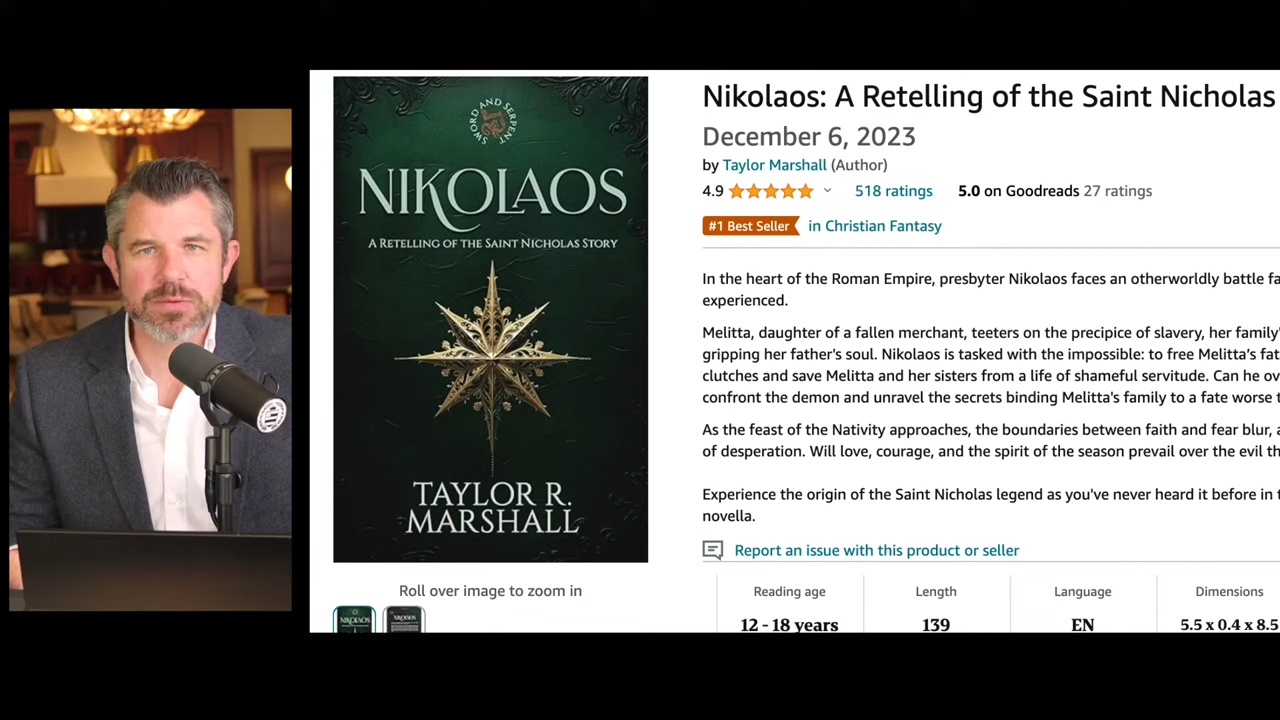 SWORD AND SERPENT
NIKOLAOS
A RETELLING OF THE SAINT NICHOLAS STORY
TAYLOR R.
MARSHALL
Roll over image to zoom in
NIKOLAOS
NIKOLAOS
Nikolaos: A Retelling of the Saint Nicholas
December 6, 2023
by Taylor Marshall (Author)
4.9 518 ratings 5.0 on Goodreads 27 ratings
#1 Best Seller in Christian Fantasy
In the heart of the Roman Empire, presbyter Nikolaos faces an otherworldly battle fa
experienced.
Melitta, daughter of a fallen merchant, teeters on the precipice of slavery, her family'
gripping her father's soul. Nikolaos is tasked with the impossible: to free Melitta's fat
clutches and save Melitta and her sisters from a life of shameful servitude. Can he ov
confront the demon and unravel the secrets binding Melitta's family to a fate worse t
As the feast of the Nativity approaches, the boundaries between faith and fear blur, a
of desperation. Will love, courage, and the spirit of the season prevail over the evil th
Experience the origin of the Saint Nicholas legend as you've never heard it before in t
novella.
Report an issue with this product or seller
Reading age Length Language Dimensions
12 - 18 years 139 EN 5.5 x 0.4 x 8.5